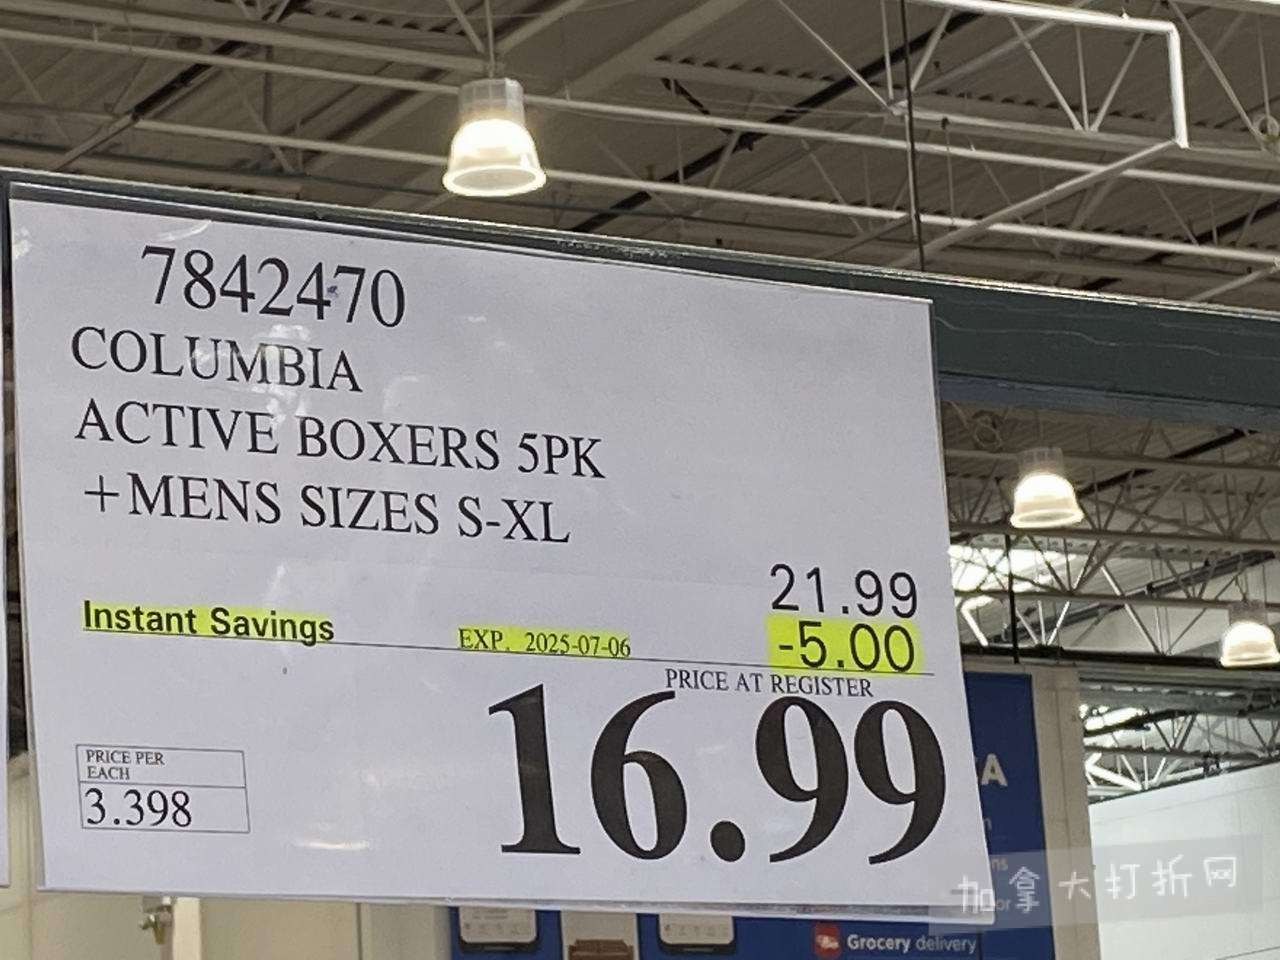 7842470
COLUMBIA
ACTIVE BOXERS 5PK
+MENS SIZES S-XL
21.99
Instant Savings EXP. 2025-07-06 -5.00
PRICE AT REGISTER
16.99
PRICE PER
EACH
3.398
加拿大打折网
Grocery delivery